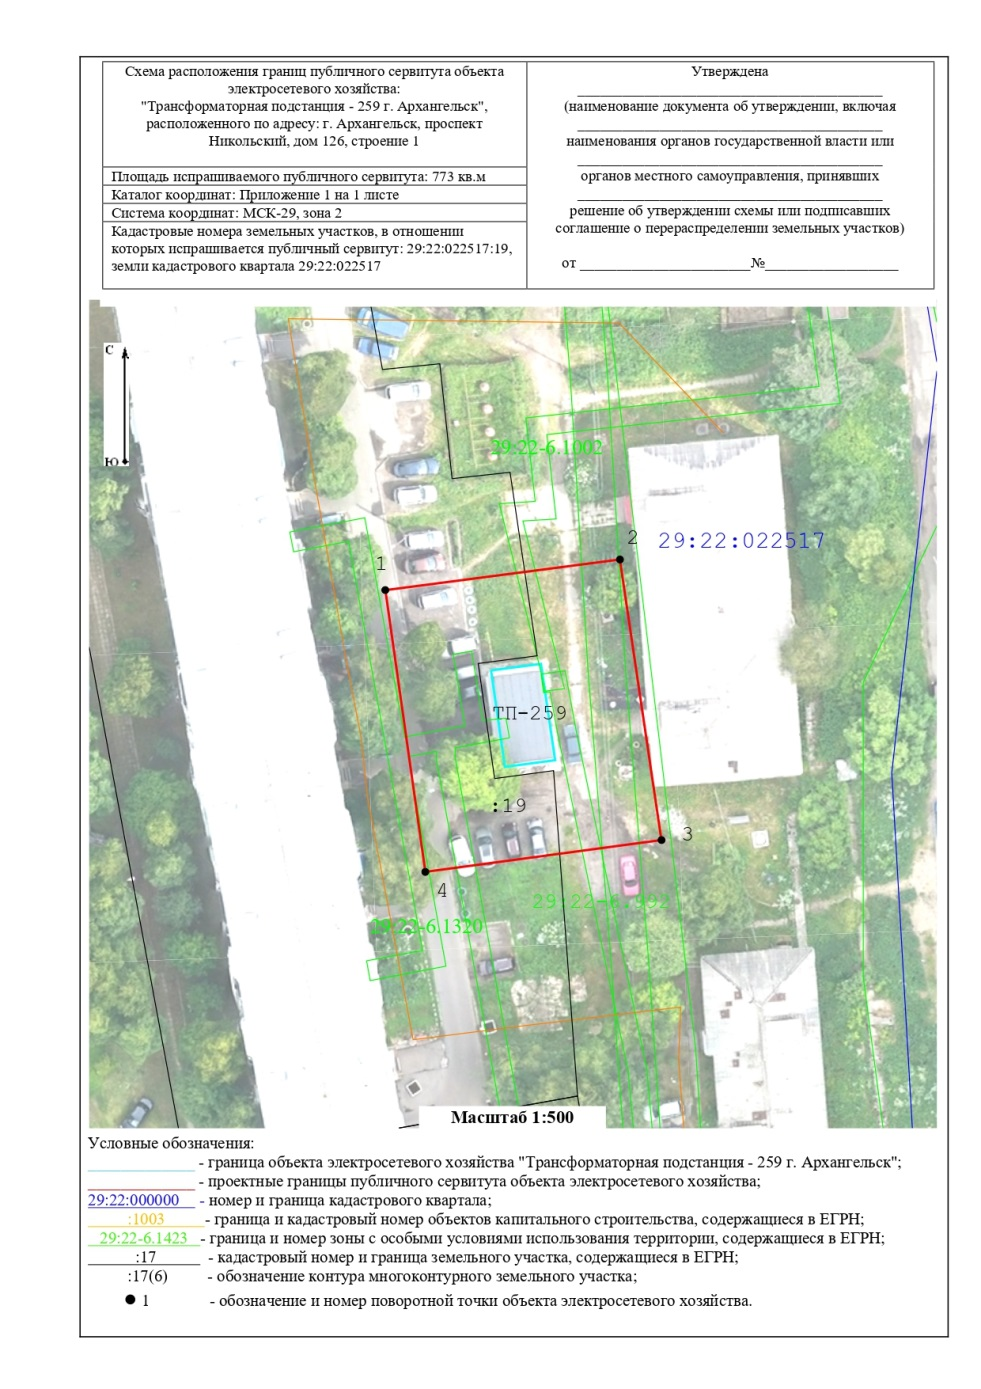 Схема расположения границ публичного сервитута объекта
электросетевого хозяйства:
"Трансформаторная подстанция - 259 г. Архангельск",
расположенного по адресу: г. Архангельск, проспект
Никольский, дом 126, строение 1
Площадь испрашиваемого публичного сервитута: 773 кв.м
Каталог координат: Приложение 1 на 1 листе
Система координат: МСК-29, зона 2
Кадастровые номера земельных участков, в отношении
которых испрашивается публичный сервитут: 29:22:022517:19,
земли кадастрового квартала 29:22:022517
Утверждена
(наименование документа об утверждении, включая
наименования органов государственной власти или
органов местного самоуправления, принявших
решение об утверждении схемы или подписавших
соглашение о перераспределении земельных участков)
от ______________________№_________________
С
Ю
29:22-6.1002
2
29:22:022517
1
ТП-259
:19
3
4
29:22-6.1320
Масштаб 1:500
Условные обозначения:
- граница объекта электросетевого хозяйства "Трансформаторная подстанция - 259 г. Архангельск";
- проектные границы публичного сервитута объекта электросетевого хозяйства;
29:22:000000 - номер и граница кадастрового квартала;
:1003 - граница и кадастровый номер объектов капитального строительства, содержащиеся в ЕГРН;
29:22-6.1423 - граница и номер зоны с особыми условиями использования территории, содержащиеся в ЕГРН;
:17 - кадастровый номер и граница земельного участка, содержащиеся в ЕГРН;
:17(6) - обозначение контура многоконтурного земельного участка;
1 - обозначение и номер поворотной точки объекта электросетевого хозяйства.